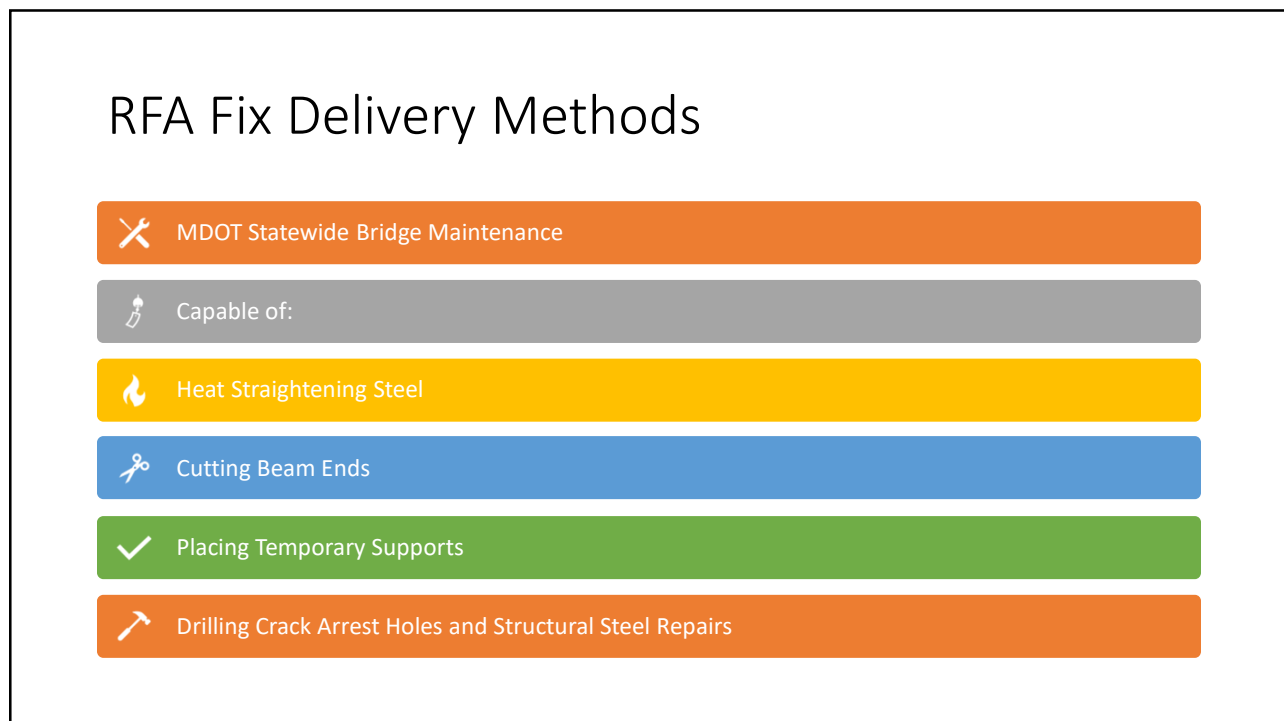 RFA Fix Delivery Methods
MDOT Statewide Bridge Maintenance
Capable of:
Heat Straightening Steel
Cutting Beam Ends
Placing Temporary Supports
Drilling Crack Arrest Holes and Structural Steel Repairs